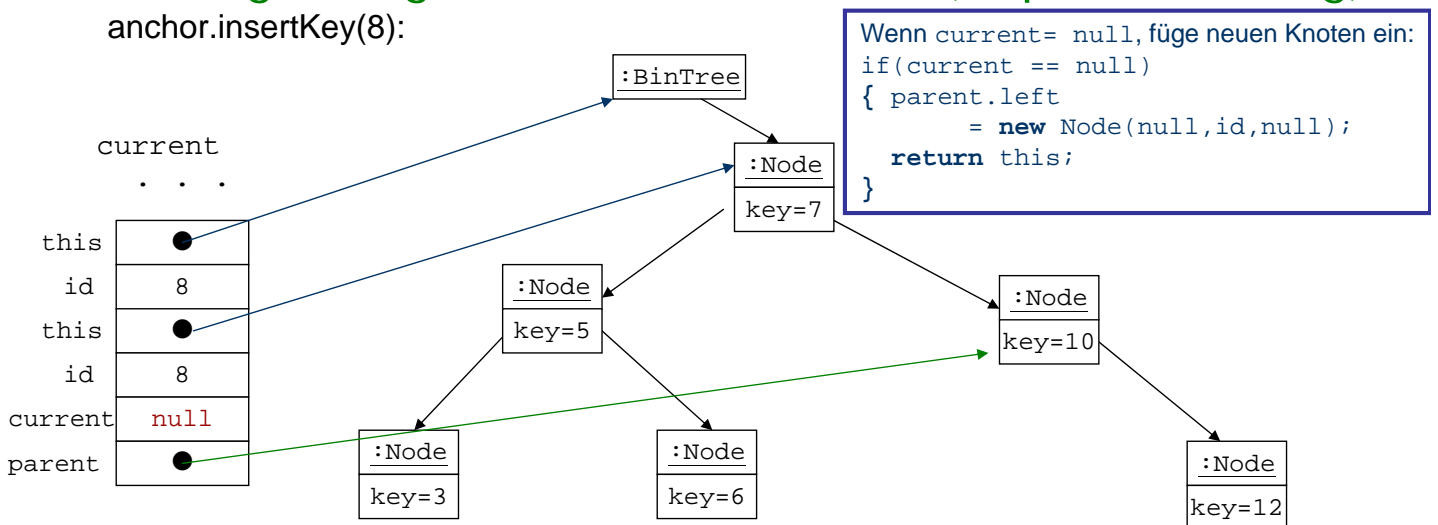 anchor.insertKey(8):
Wenn current= null, füge neuen Knoten ein:
if(current == null)
{ parent.left
= new Node(null,id,null);
return this;
}
:BinTree
current
. . .
:Node
key=7
this
id 8
this
id 8
current null
parent
:Node
key=5
:Node
key=10
:Node
key=3
:Node
key=6
:Node
key=12